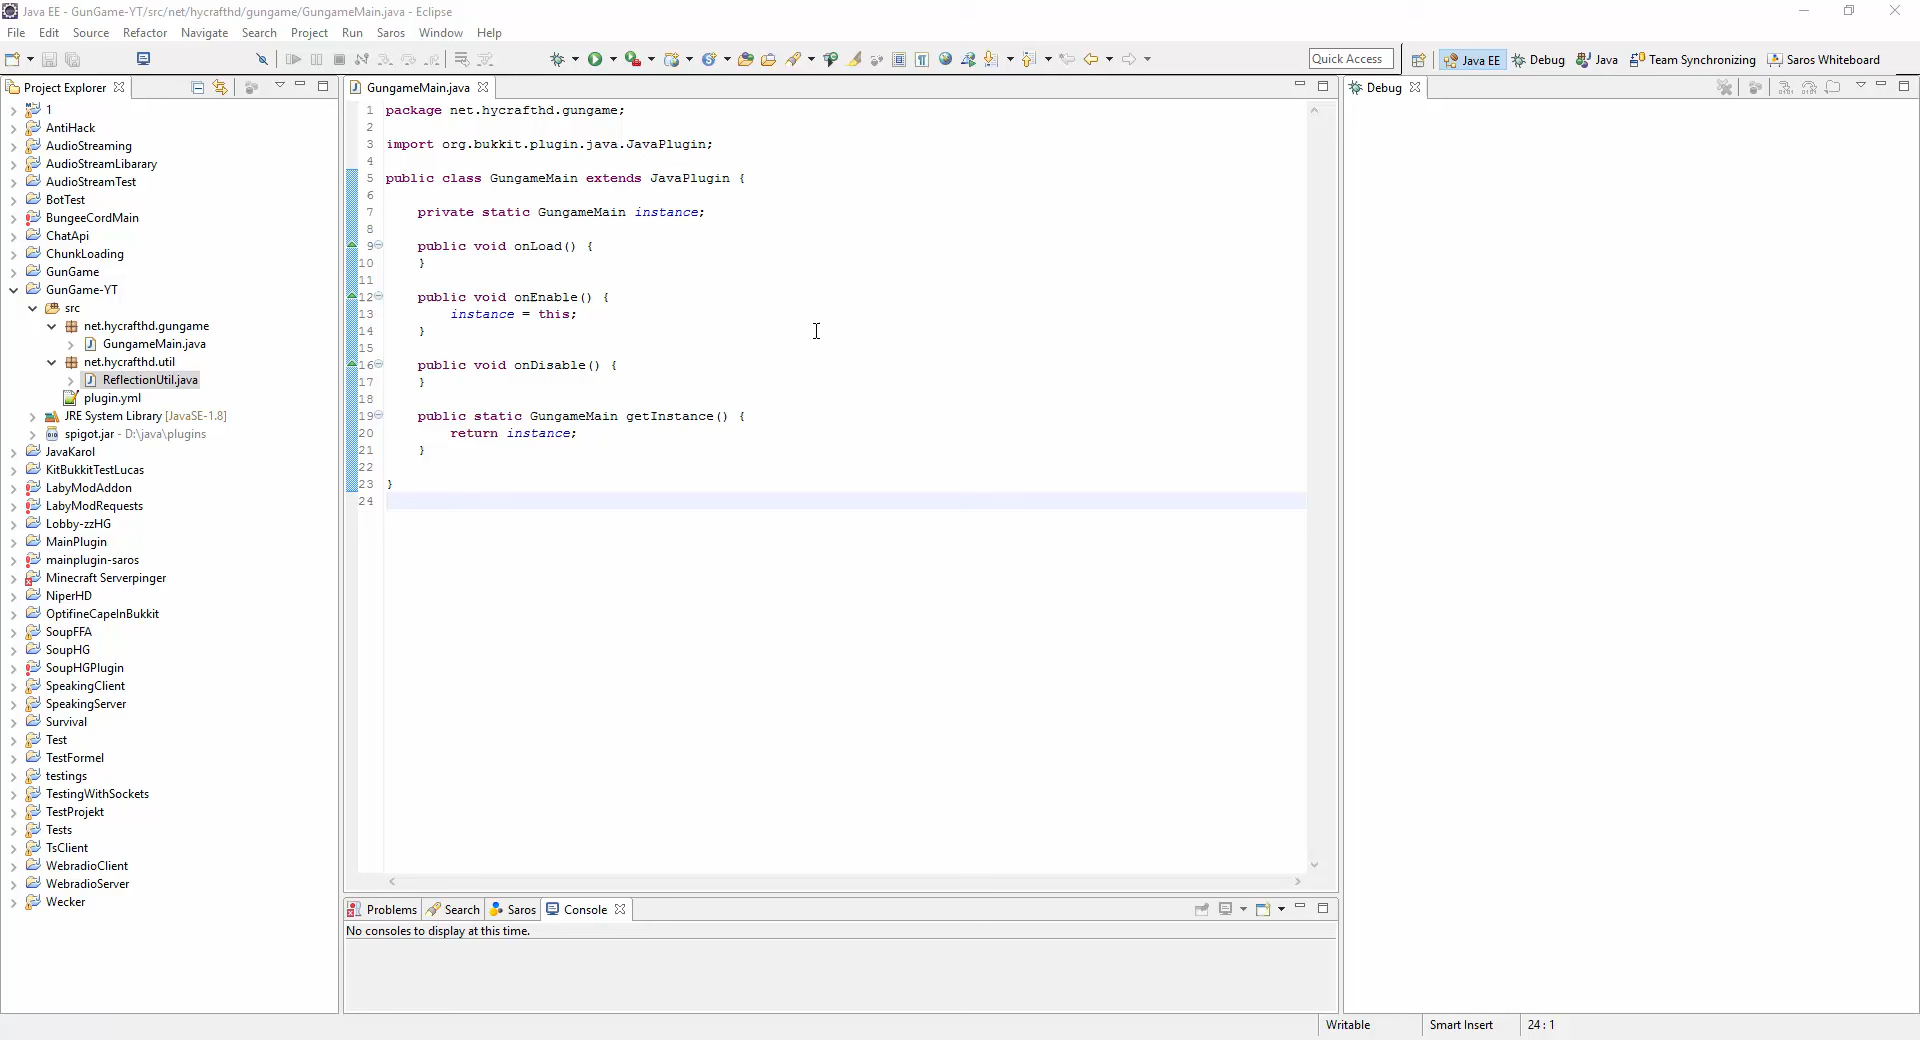 Java EE - GunGame-YT/src/net/hycrafthd/gungame/GungameMain.java - Eclipse
File Edit Source Refactor Navigate Search Project Run Saros Window Help
Quick Access Java EE Debug Java Team Synchronizing Saros Whiteboard
Project Explorer
1
AntiHack
AudioStreaming
AudioStreamLibarary
AudioStreamTest
BotTest
BungeeCordMain
ChatApi
ChunkLoading
GunGame
GunGame-YT
src
net.hycrafthd.gungame
GungameMain.java
net.hycrafthd.util
ReflectionUtil.java
plugin.yml
JRE System Library [JavaSE-1.8]
spigot.jar - D:\java\plugins
JavaKarol
KitBukkitTestLucas
LabyModAddon
LabyModRequests
Lobby-zzHG
MainPlugin
mainplugin-saros
Minecraft Serverpinger
NiperHD
OptifineCapeInBukkit
SoupFFA
SoupHG
SoupHGPlugin
SpeakingClient
SpeakingServer
Survival
Test
TestFormel
testings
TestingWithSockets
TestProjekt
Tests
TsClient
WebradioClient
WebradioServer
Wecker
GungameMain.java
1 package net.hycrafthd.gungame;
2
3 import org.bukkit.plugin.java.JavaPlugin;
4
5 public class GungameMain extends JavaPlugin {
6
7 private static GungameMain instance;
8
9 public void onLoad() {
10 }
11
12 public void onEnable() {
13 instance = this;
14 }
15
16 public void onDisable() {
17 }
18
19 public static GungameMain getInstance() {
20 return instance;
21 }
22
23 }
24
Debug
Problems Search Saros Console
No consoles to display at this time.
Writable Smart Insert 24 : 1